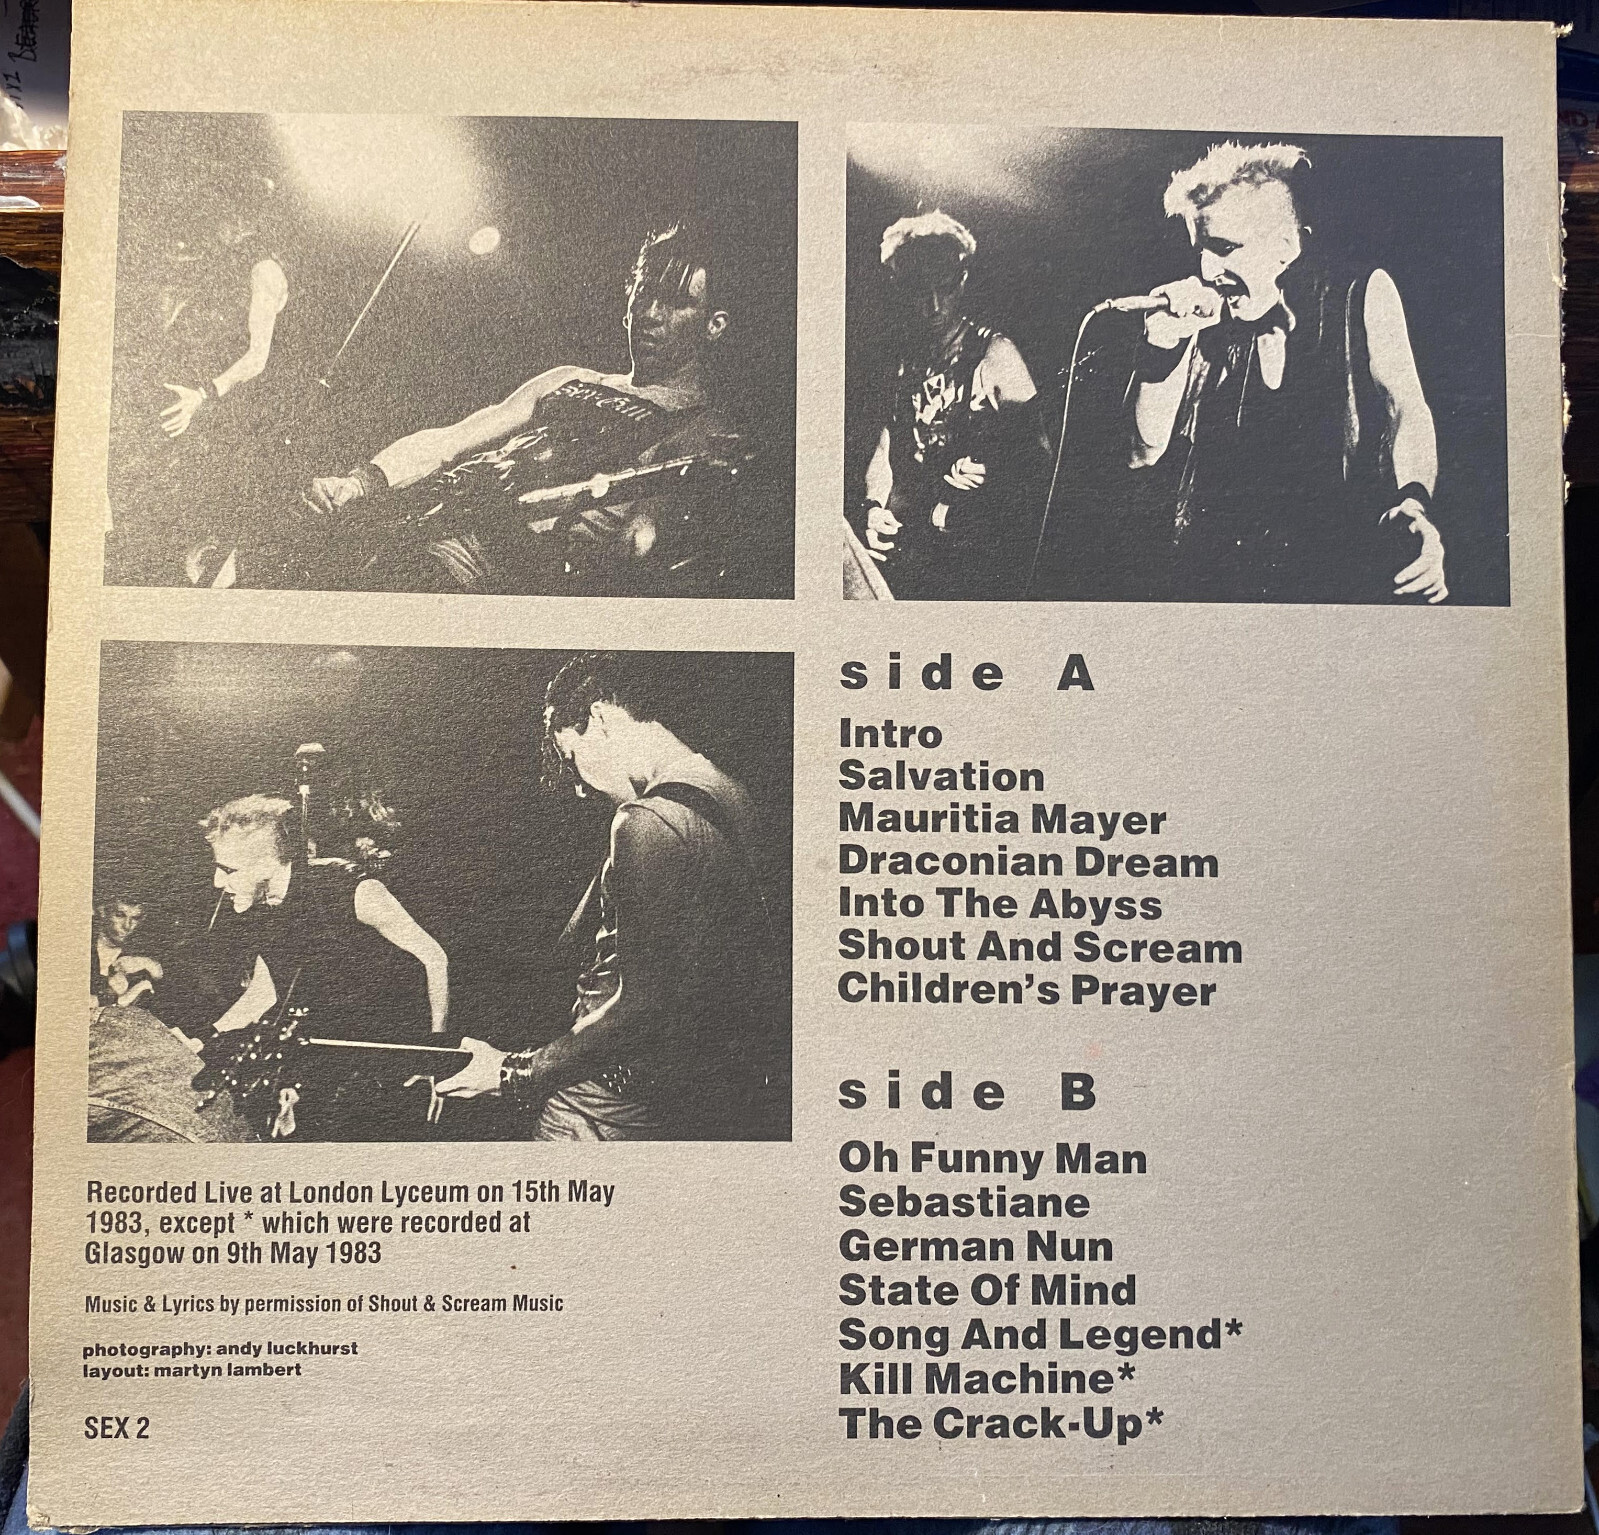 side A
Intro
Salvation
Mauritia Mayer
Draconian Dream
Into The Abyss
Shout And Scream
Children's Prayer
side B
Oh Funny Man
Sebastiane
German Nun
State Of Mind
Song And Legend*
Kill Machine*
The Crack-Up*
Recorded Live at London Lyceum on 15th May
1983, except * which were recorded at
Glasgow on 9th May 1983
Music & Lyrics by permission of Shout & Scream Music
photography: andy luckhurst
layout: martyn lambert
SEX 2